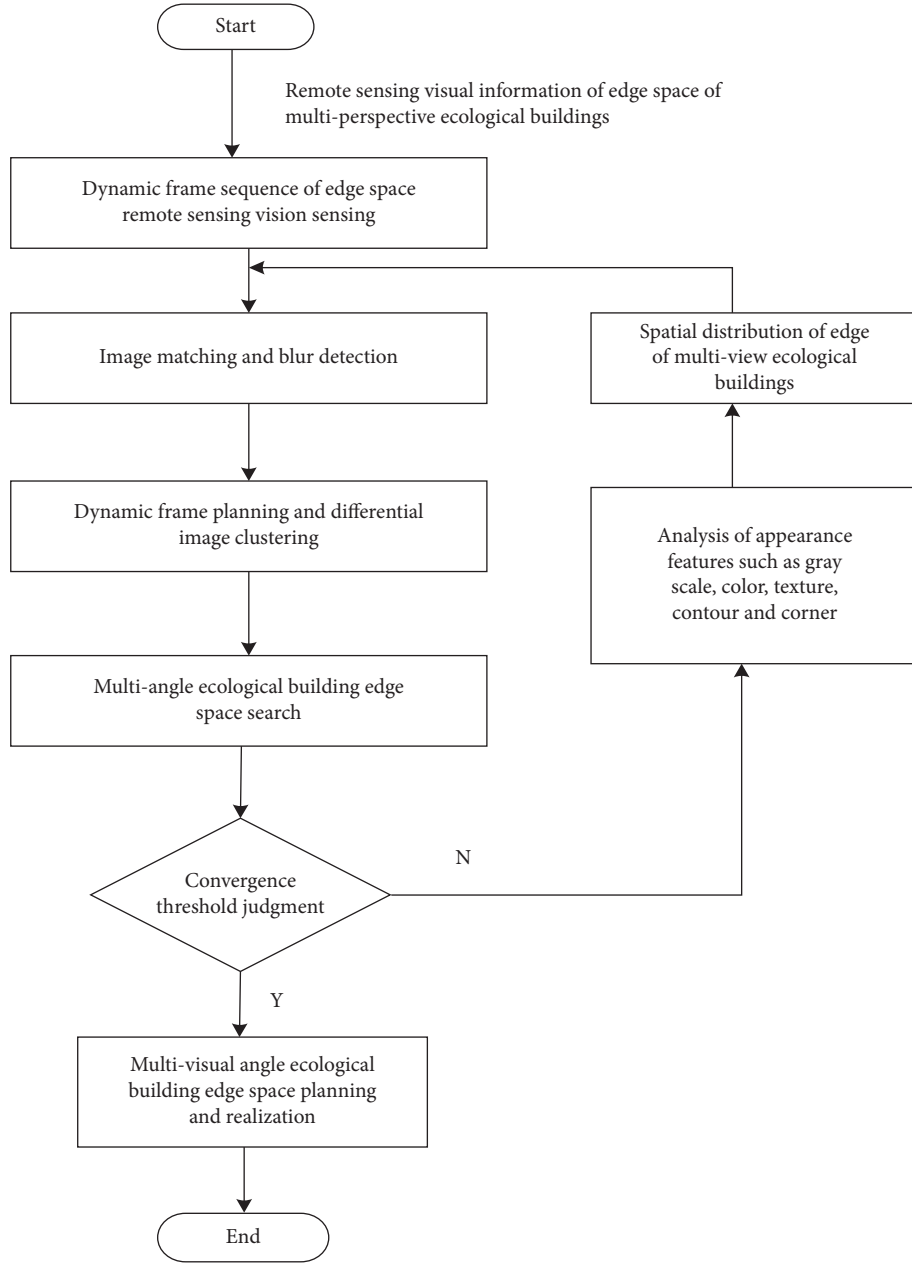 Start
Remote sensing visual information of edge space of
multi-perspective ecological buildings
Dynamic frame sequence of edge space
remote sensing vision sensing
Image matching and blur detection
Spatial distribution of edge
of multi-view ecological
buildings
Dynamic frame planning and differential
image clustering
Analysis of appearance
features such as gray
scale, color, texture,
contour and corner
Multi-angle ecological building edge
space search
Convergence
threshold judgment
N
Y
Multi-visual angle ecological
building edge space planning
and realization
End